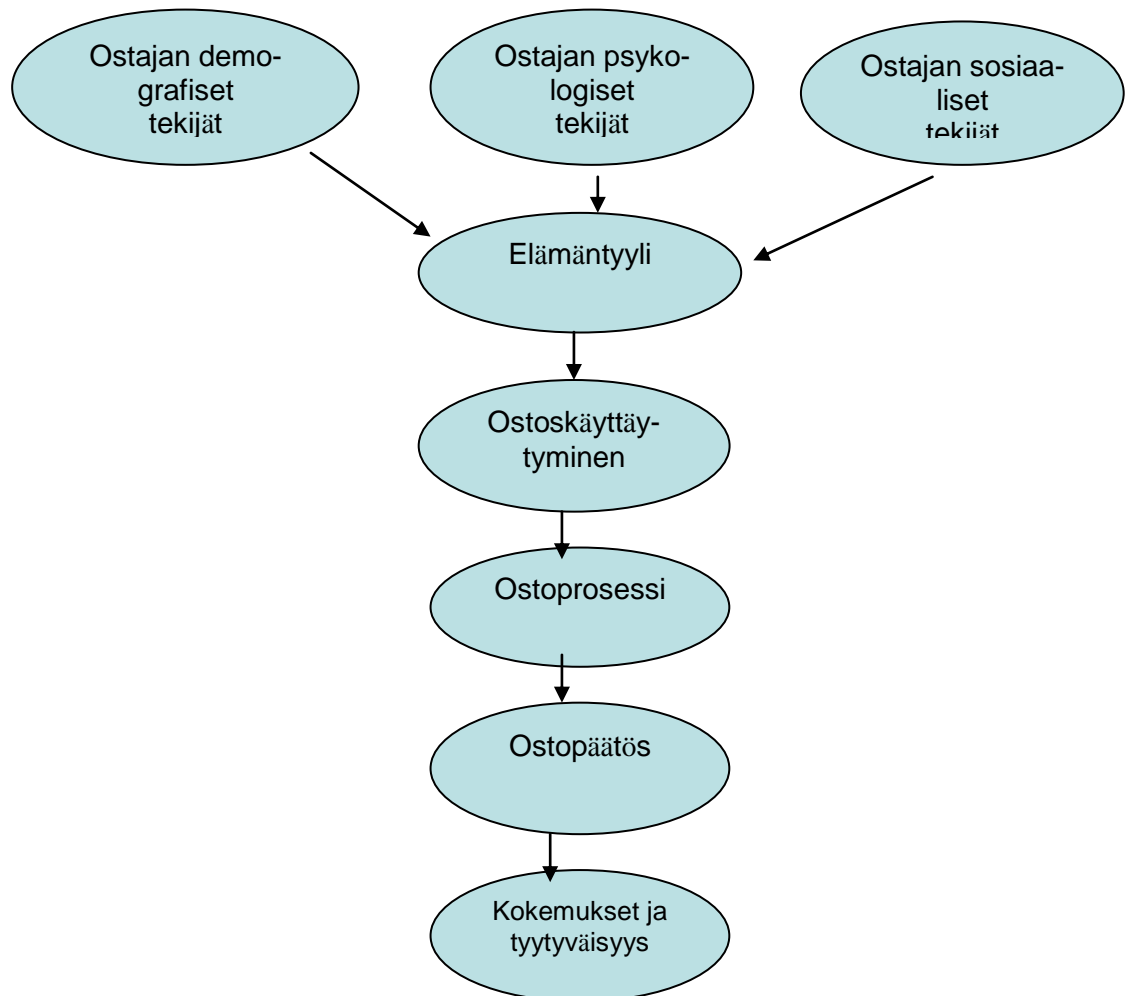 Ostajan demo-
grafiset
tekijät
Ostajan psyko-
logiset
tekijät
Ostajan sosiaa-
liset
tekijät
Elämäntyyli
Ostoskäyttäy-
tyminen
Ostoprosessi
Ostopäätös
Kokemukset ja
tyytyväisyys